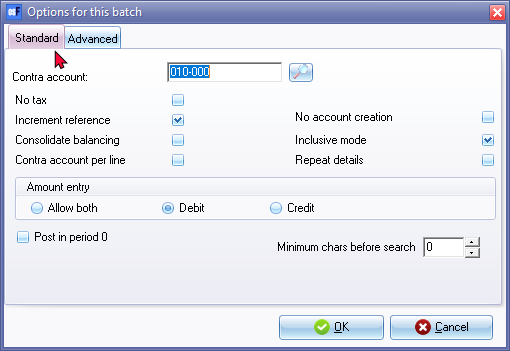 Options for this batch
Standard
Advanced
Contra account: 010-000
No tax
Increment reference
No account creation
Consolidate balancing
Inclusive mode
Contra account per line
Repeat details
Amount entry
Allow both
Debit
Credit
Post in period 0
Minimum chars before search 0
OK
Cancel